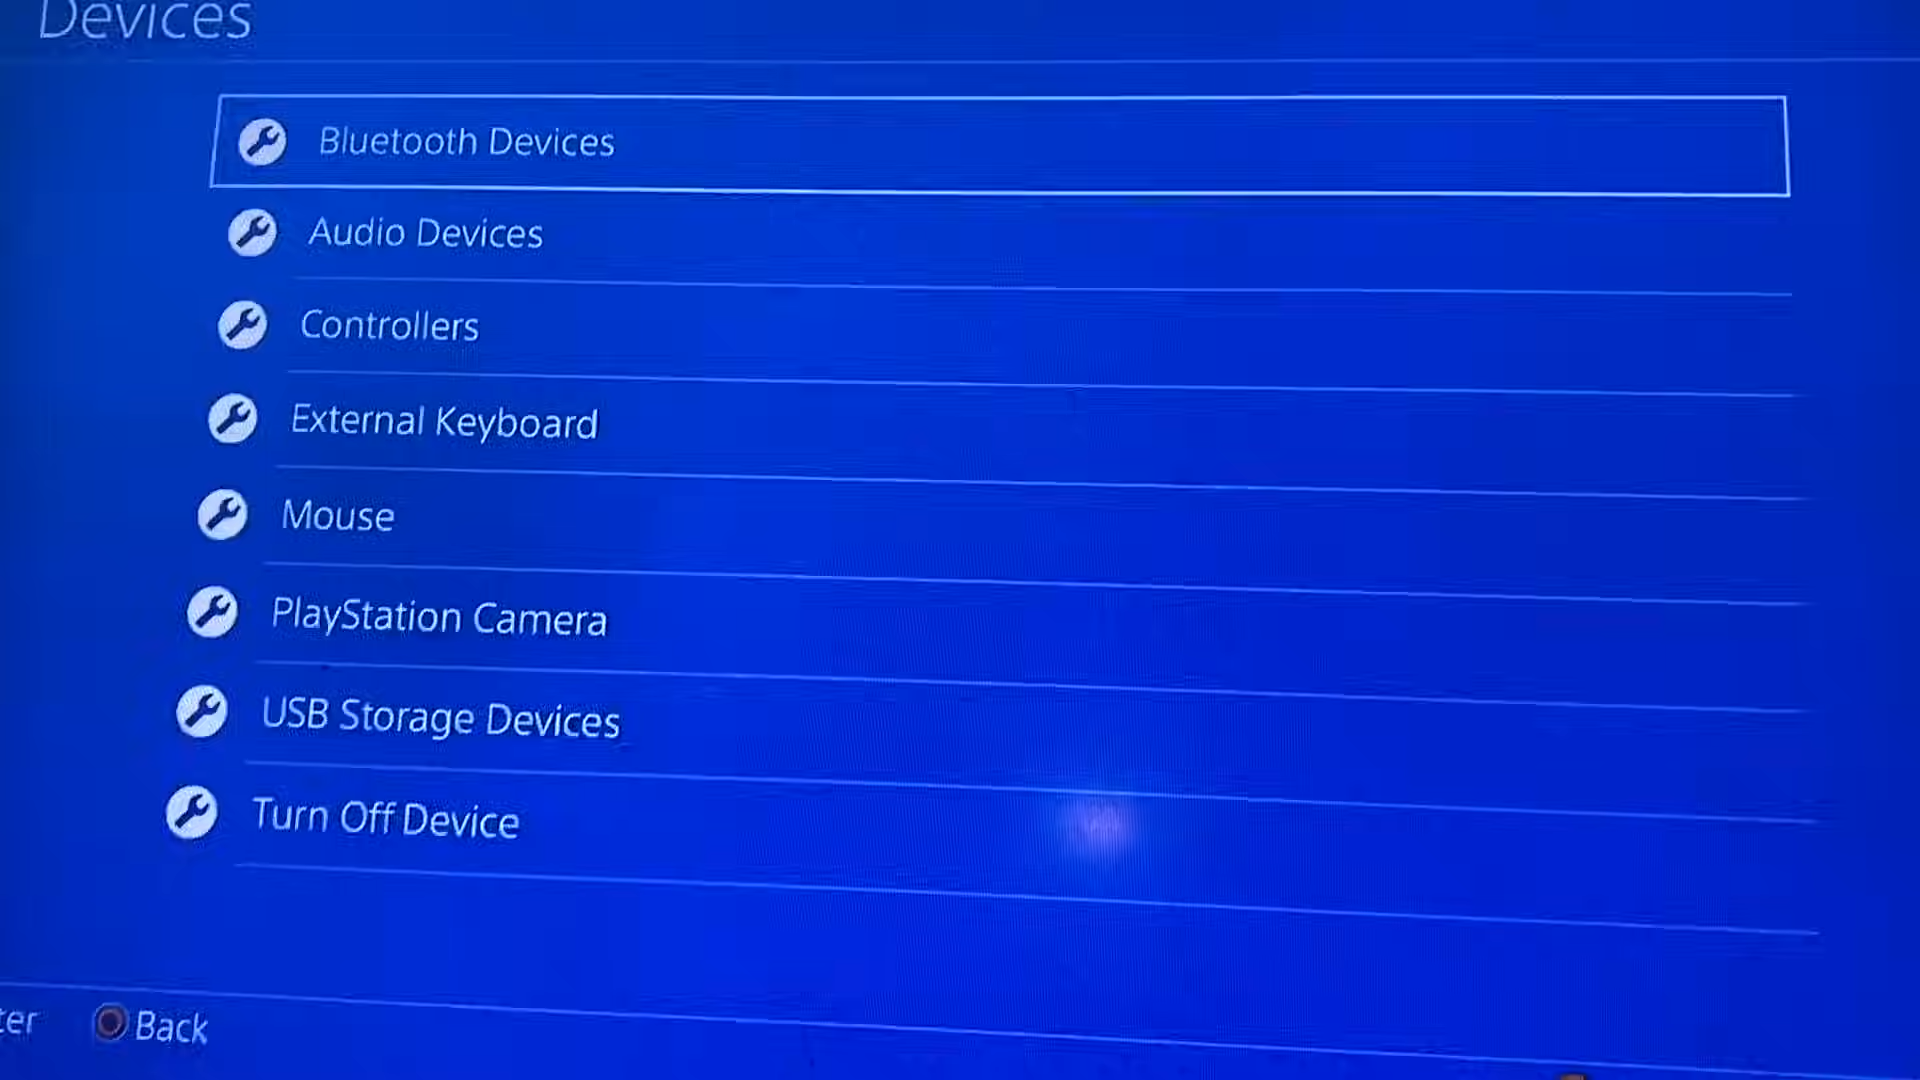 Devices
Bluetooth Devices
Audio Devices
Controllers
External Keyboard
Mouse
PlayStation Camera
USB Storage Devices
Turn Off Device
Back